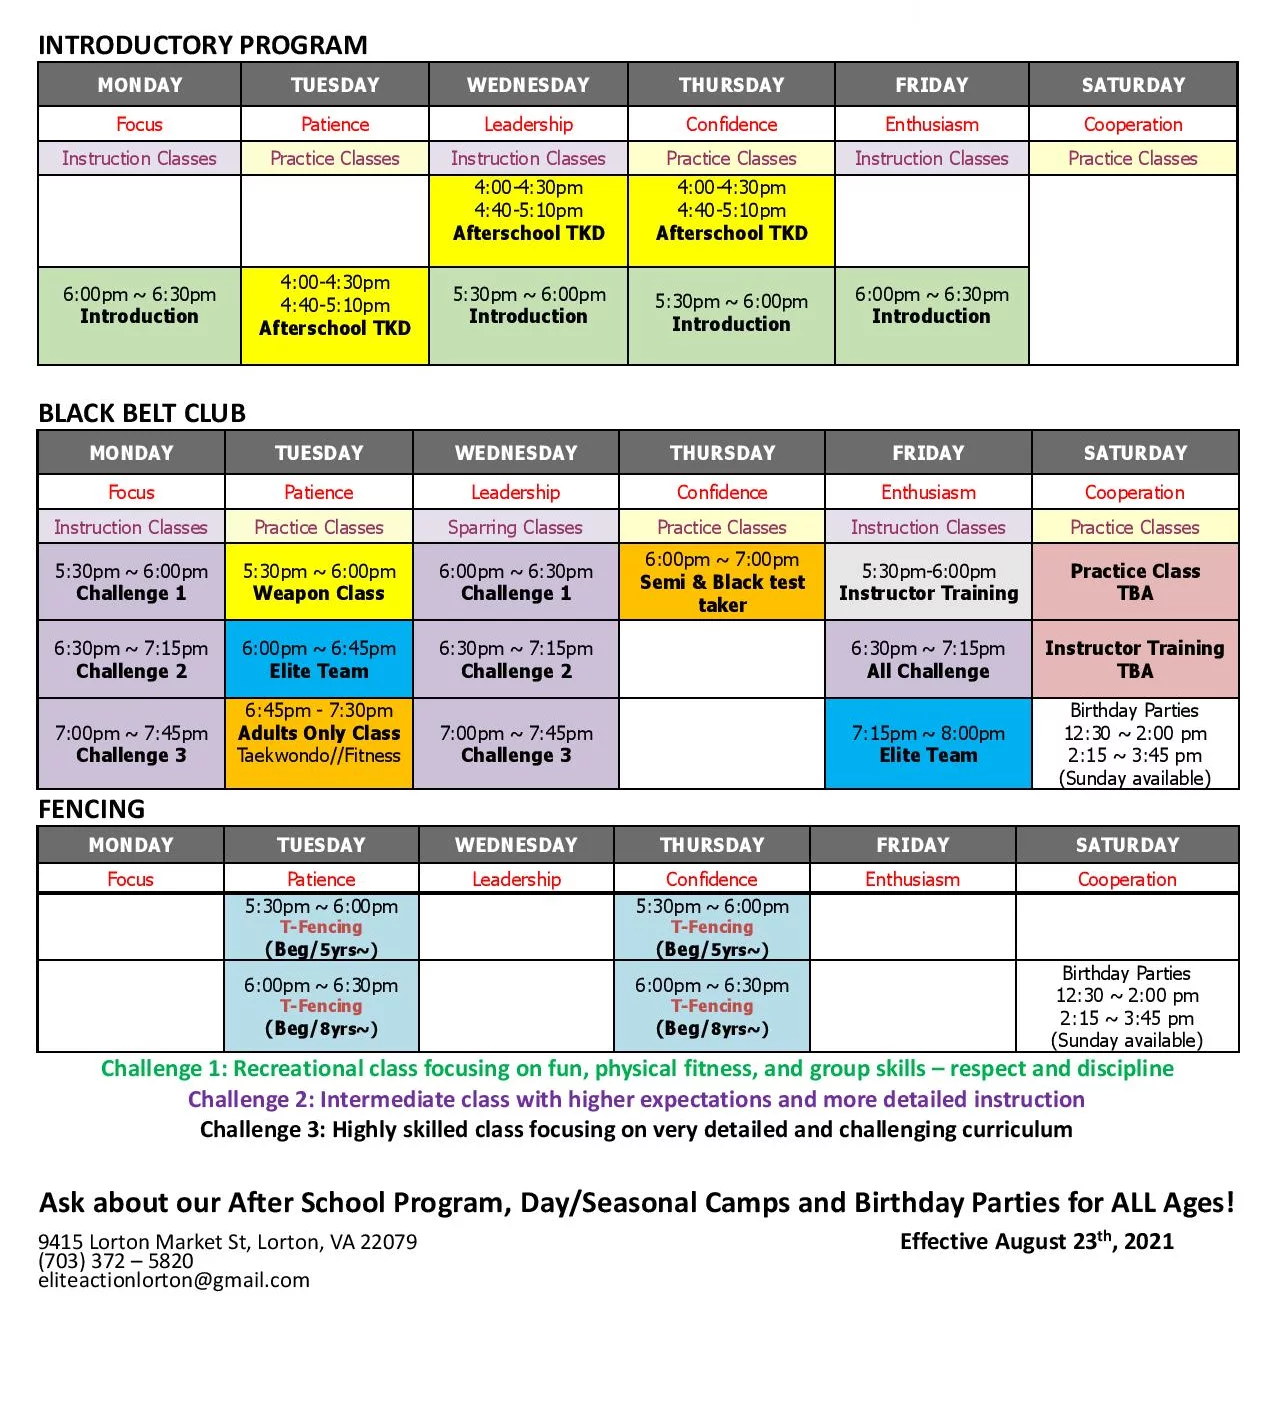 INTRODUCTORY PROGRAM
MONDAY TUESDAY WEDNESDAY THURSDAY FRIDAY SATURDAY
Focus Patience Leadership Confidence Enthusiasm Cooperation
Instruction Classes Practice Classes Instruction Classes Practice Classes Instruction Classes Practice Classes
4:00-4:30pm 4:00-4:30pm
4:40-5:10pm 4:40-5:10pm
Afterschool TKD Afterschool TKD
6:00pm ~ 6:30pm
Introduction
4:00-4:30pm
4:40-5:10pm
Afterschool TKD
5:30pm ~ 6:00pm
Introduction
5:30pm ~ 6:00pm
Introduction
6:00pm ~ 6:30pm
Introduction
BLACK BELT CLUB
MONDAY TUESDAY WEDNESDAY THURSDAY FRIDAY SATURDAY
Focus Patience Leadership Confidence Enthusiasm Cooperation
Instruction Classes Practice Classes Sparring Classes Practice Classes Instruction Classes Practice Classes
5:30pm ~ 6:00pm
Challenge 1
5:30pm ~ 6:00pm
Weapon Class
6:00pm ~ 6:30pm
Challenge 1
6:00pm ~ 7:00pm
Semi & Black test
taker
5:30pm-6:00pm
Instructor Training
Practice Class
TBA
6:30pm ~ 7:15pm
Challenge 2
6:00pm ~ 6:45pm
Elite Team
6:30pm ~ 7:15pm
Challenge 2
6:30pm ~ 7:15pm
All Challenge
Instructor Training
TBA
7:00pm ~ 7:45pm
Challenge 3
6:45pm - 7:30pm
Adults Only Class
Taekwondo//Fitness
7:00pm ~ 7:45pm
Challenge 3
7:15pm ~ 8:00pm
Elite Team
Birthday Parties
12:30 ~ 2:00 pm
2:15 ~ 3:45 pm
(Sunday available)
FENCING
MONDAY TUESDAY WEDNESDAY THURSDAY FRIDAY SATURDAY
Focus Patience Leadership Confidence Enthusiasm Cooperation
5:30pm ~ 6:00pm
T-Fencing
(Beg/5yrs~)
5:30pm ~ 6:00pm
T-Fencing
(Beg/5yrs~)
6:00pm ~ 6:30pm
T-Fencing
(Beg/8yrs~)
6:00pm ~ 6:30pm
T-Fencing
(Beg/8yrs~)
Birthday Parties
12:30 ~ 2:00 pm
2:15 ~ 3:45 pm
(Sunday available)
Challenge 1: Recreational class focusing on fun, physical fitness, and group skills – respect and discipline
Challenge 2: Intermediate class with higher expectations and more detailed instruction
Challenge 3: Highly skilled class focusing on very detailed and challenging curriculum
Ask about our After School Program, Day/Seasonal Camps and Birthday Parties for ALL Ages!
9415 Lorton Market St, Lorton, VA 22079 Effective August 23th, 2021
(703) 372 – 5820
eliteactionlorton@gmail.com